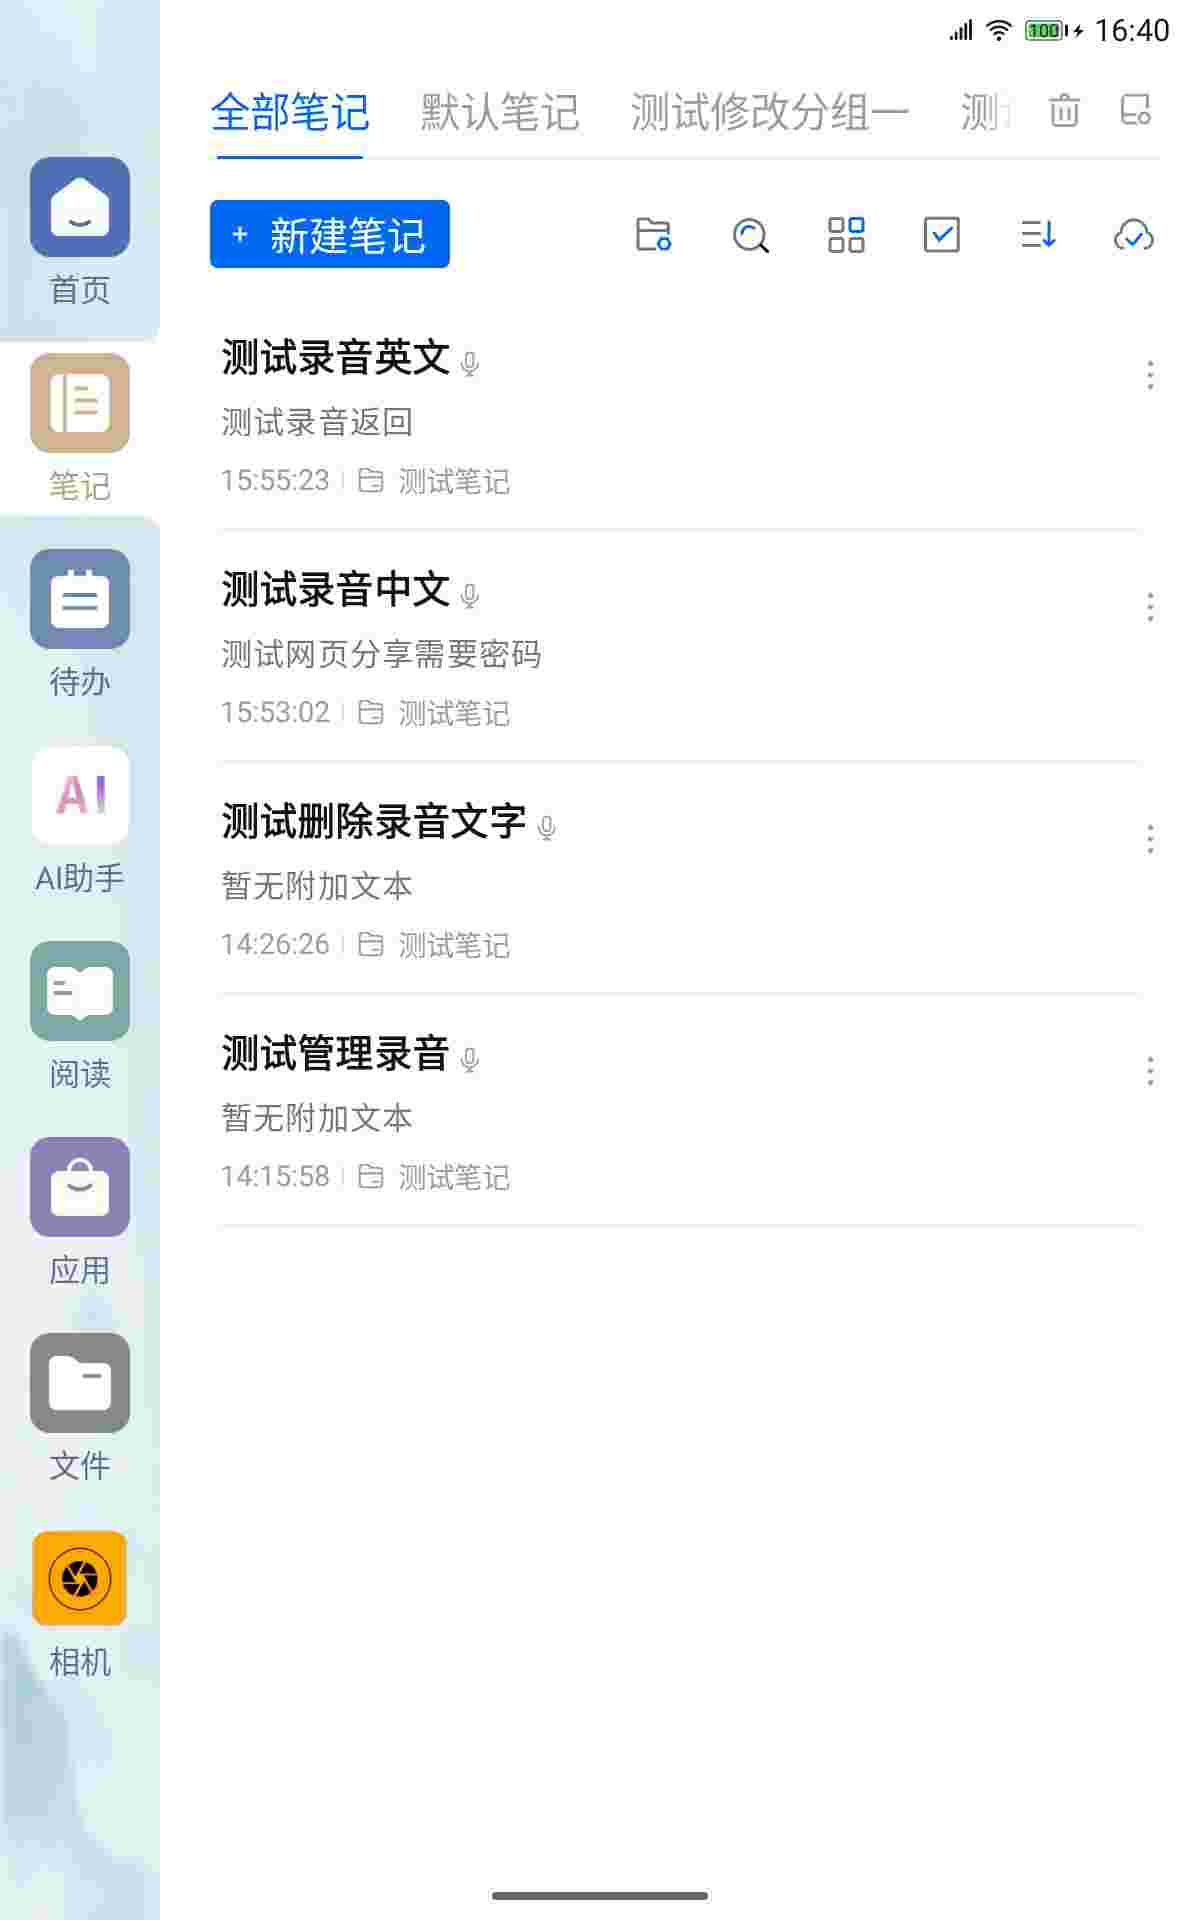 100 16:40
全部笔记 默认笔记 测试修改分组一 测
+ 新建笔记
首页
笔记
待办
AI
AI助手
阅读
应用
文件
相机
测试录音英文
测试录音返回
15:55:23 测试笔记
测试录音中文
测试网页分享需要密码
15:53:02 测试笔记
测试删除录音文字
暂无附加文本
14:26:26 测试笔记
测试管理录音
暂无附加文本
14:15:58 测试笔记